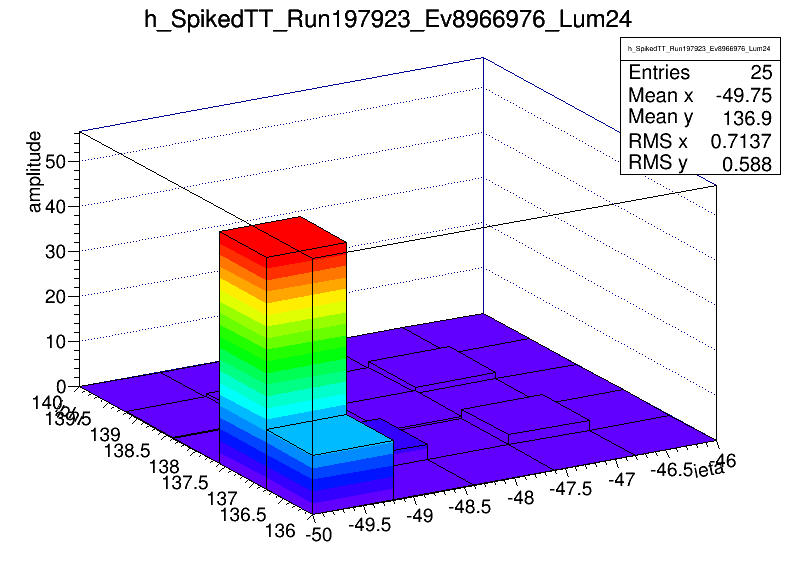 h_SpikedTT_Run197923_Ev8966976_Lum24
h_SpikedTT_Run197923_Ev8966976_Lum24
Entries 25
Mean x -49.75
Mean y 136.9
RMS x 0.7137
RMS y 0.588
amplitude
50
40
30
20
10
0
140
139.5
139
138.5
138
137.5
137
136.5
136
-50
-49.5
-49
-48.5
-48
-47.5
-47
-46.5
-46
ieta